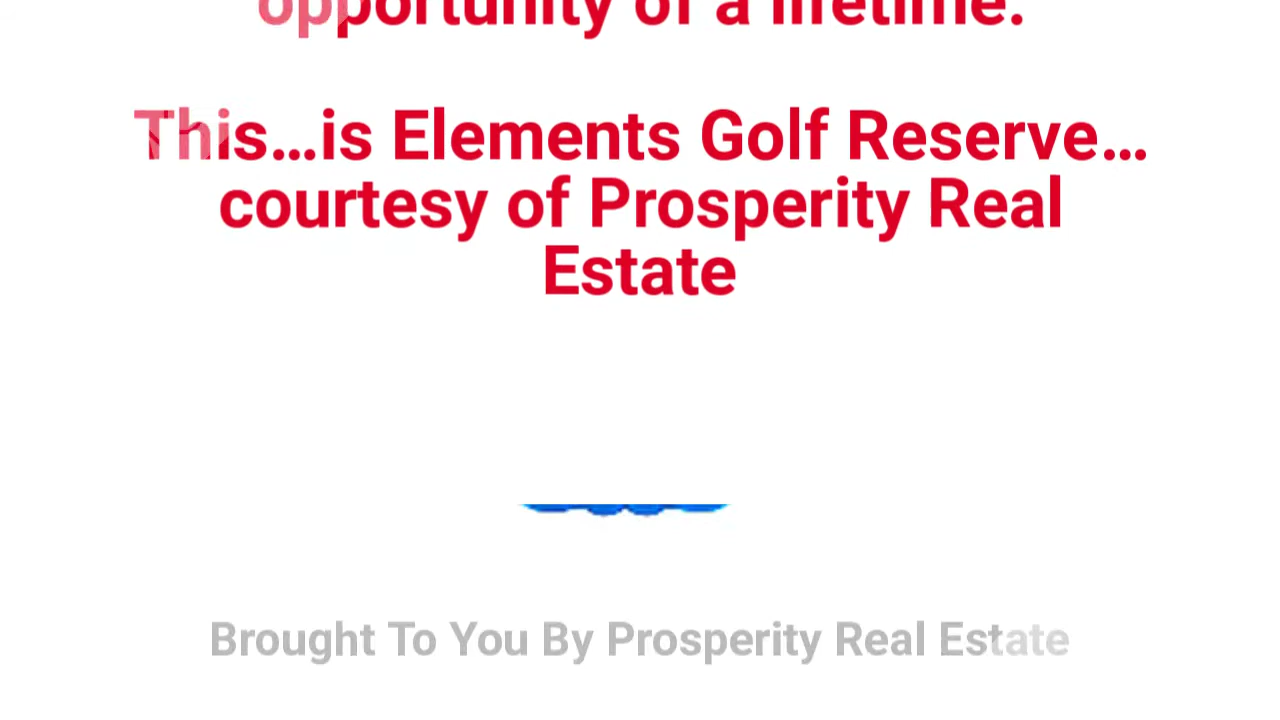 opportunity of a lifetime.
This...is Elements Golf Reserve...
courtesy of Prosperity Real
Estate
Brought To You By Prosperity Real Estate